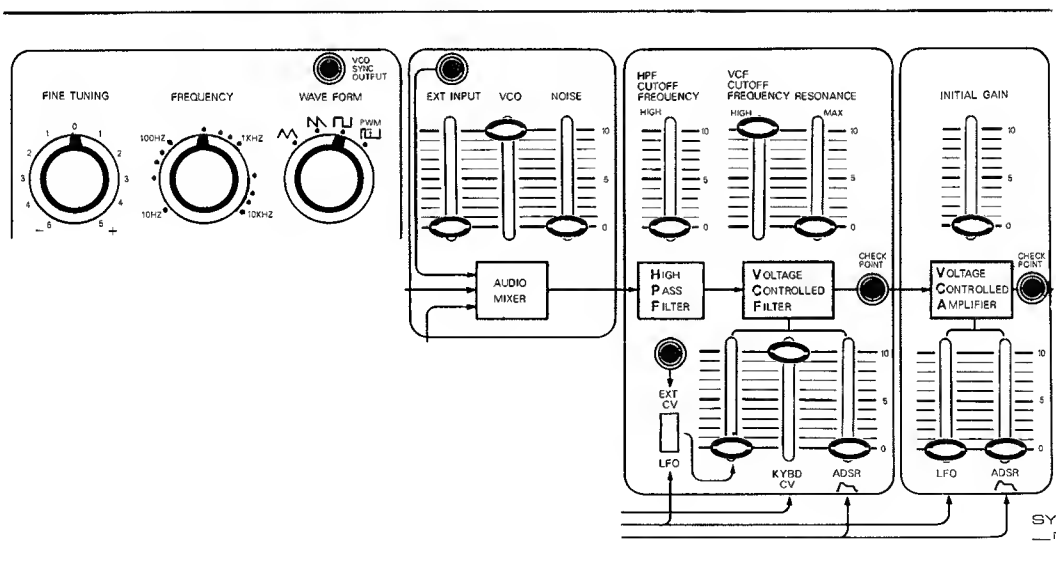 VCO
SYNC
OUTPUT
FINE TUNING
FREQUENCY
WAVE FORM
0
1 1
2 2
3 3
4 4
5 5
– +
100HZ
1KHZ
10HZ
10KHZ
PWM
EXT INPUT VCO NOISE
10
5
0
AUDIO
MIXER
HPF
CUTOFF
FREQUENCY
HIGH
VCF
CUTOFF
FREQUENCY RESONANCE
HIGH
MAX
10
5
0
HIGH
PASS
FILTER
VOLTAGE
CONTROLLED
FILTER
CHECK
POINT
EXT
CV
LFO
10
5
0
KYBD
CV
ADSR
INITIAL GAIN
10
5
0
VOLTAGE
CONTROLLED
AMPLIFIER
CHECK
POINT
10
5
0
LFO
ADSR
SY